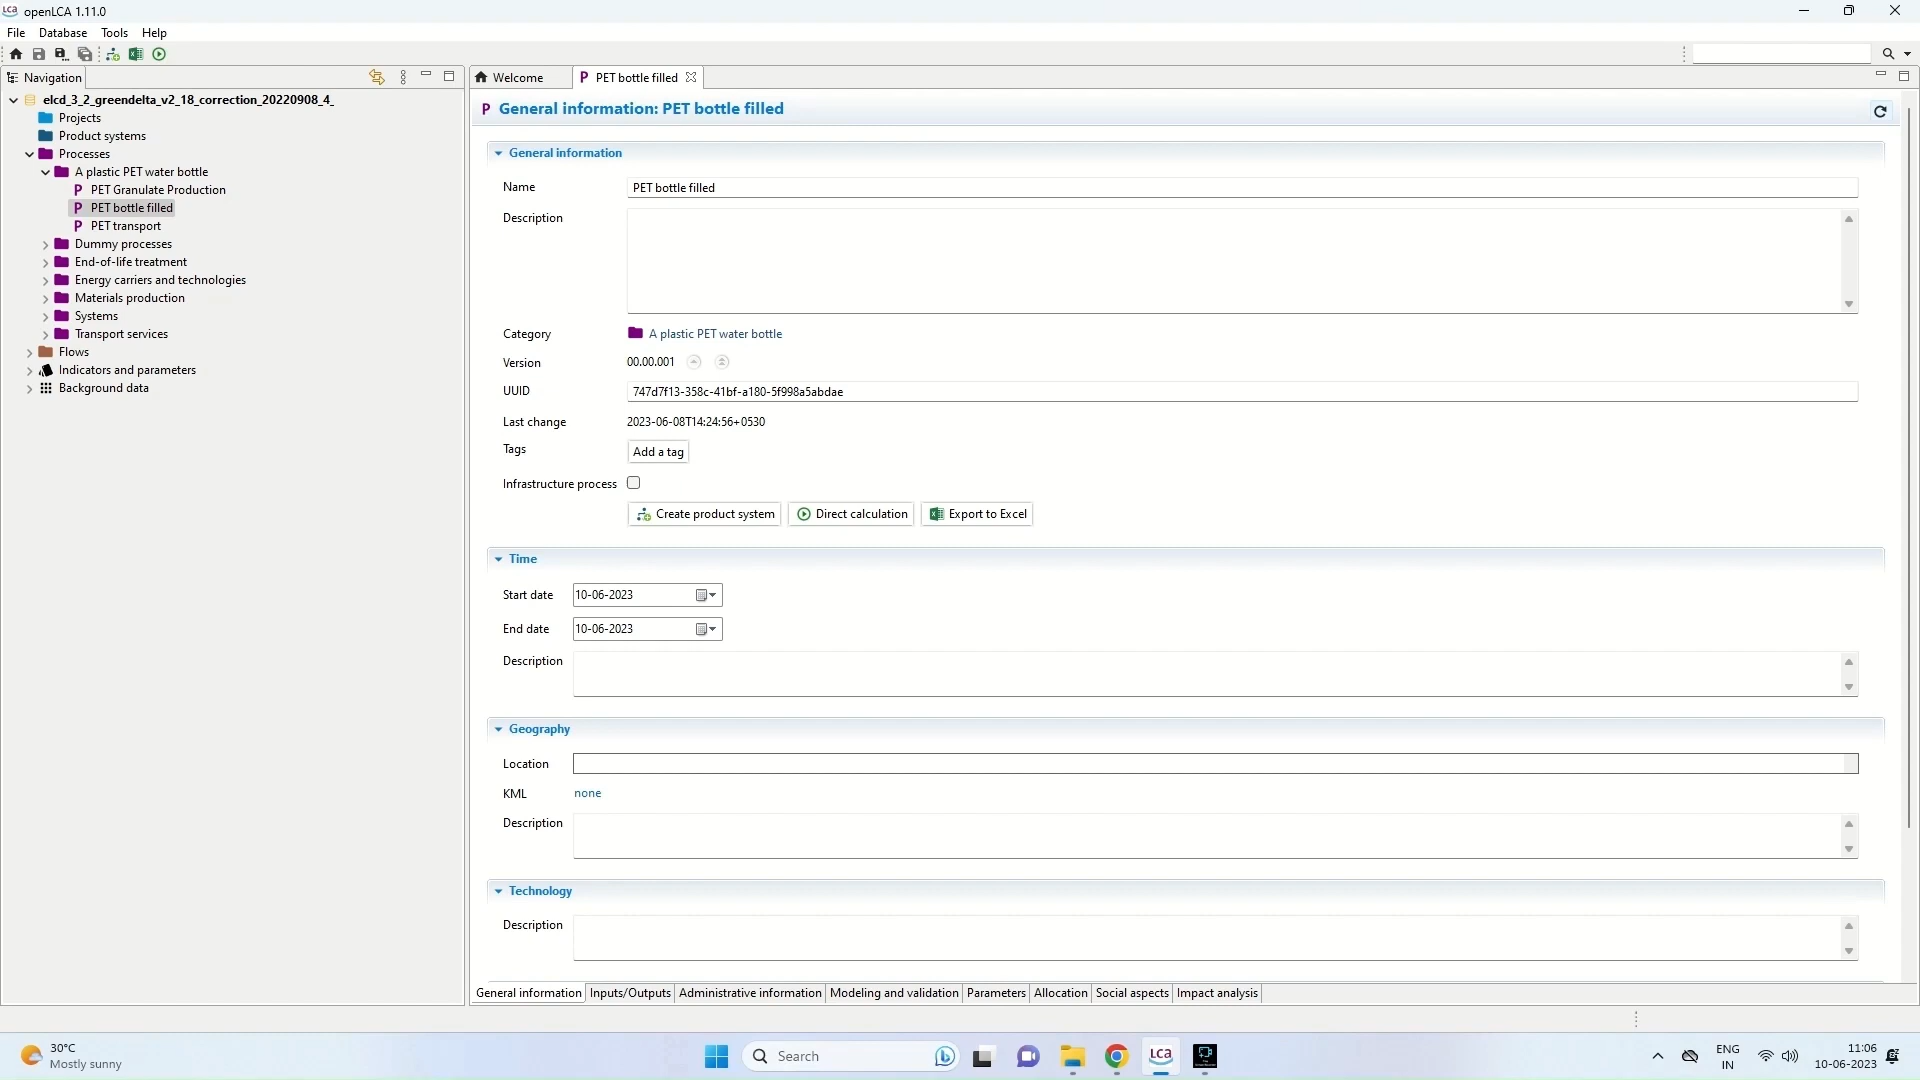 openLCA 1.11.0
File Database Tools Help
Navigation
Welcome
PET bottle filled
elcd_3_2_greendelta_v2_18_correction_20220908_4_
Projects
Product systems
Processes
A plastic PET water bottle
PET Granulate Production
PET bottle filled
PET transport
Dummy processes
End-of-life treatment
Energy carriers and technologies
Materials production
Systems
Transport services
Flows
Indicators and parameters
Background data
P General information: PET bottle filled
General information
Name PET bottle filled
Description
Category A plastic PET water bottle
Version 00.00.001
UUID 747d7f13-358c-41bf-a180-5f998a5abdae
Last change 2023-06-08T14:24:56+0530
Tags Add a tag
Infrastructure process
Create product system Direct calculation Export to Excel
Time
Start date 10-06-2023
End date 10-06-2023
Description
Geography
Location
KML none
Description
Technology
Description
General information Inputs/Outputs Administrative information Modeling and validation Parameters Allocation Social aspects Impact analysis
30°C
Mostly sunny
Search
LCA
ENG
IN
11:06
10-06-2023